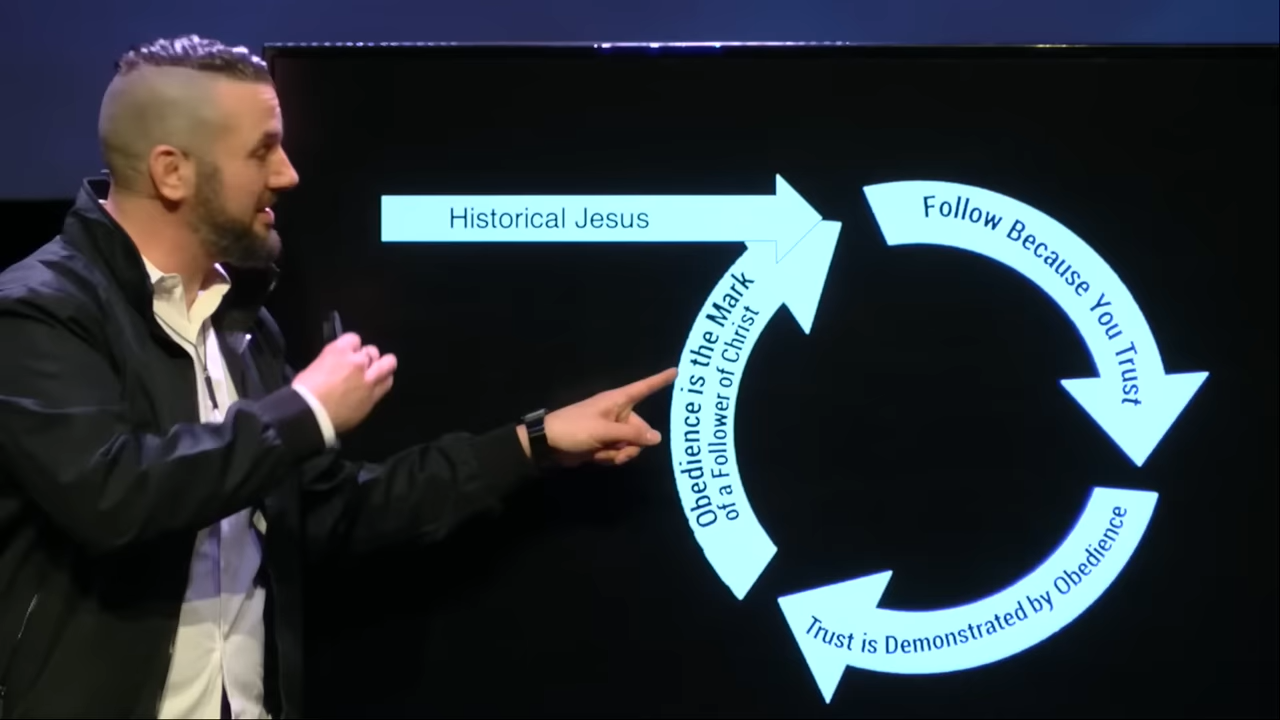 Historical Jesus
Follow Because You Trust
Trust is Demonstrated by Obedience
Obedience is the Mark
of a Follower of Christ